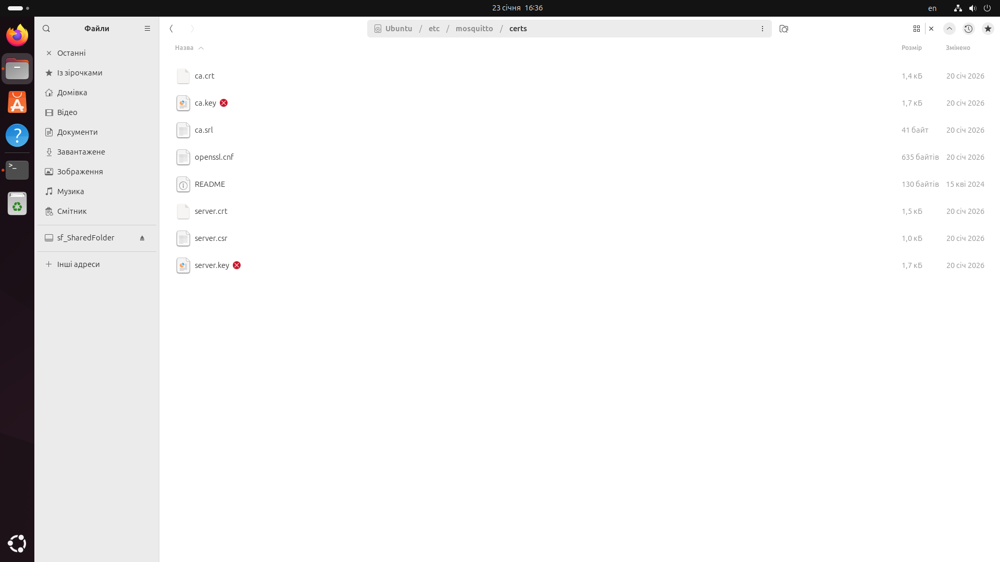 23 січня 16:36
en
Файли
Ubuntu / etc / mosquitto / certs
Останні
Із зірочками
Домівка
Відео
Документи
Завантажене
Зображення
Музика
Смітник
sf_SharedFolder
Інші адреси
Назва Розмір Змінено
ca.crt 1,4 кБ 20 січ 2026
ca.key 1,7 кБ 20 січ 2026
ca.srl 41 байт 20 січ 2026
openssl.cnf 635 байтів 20 січ 2026
README 130 байтів 15 кві 2024
server.crt 1,5 кБ 20 січ 2026
server.csr 1,0 кБ 20 січ 2026
server.key 1,7 кБ 20 січ 2026